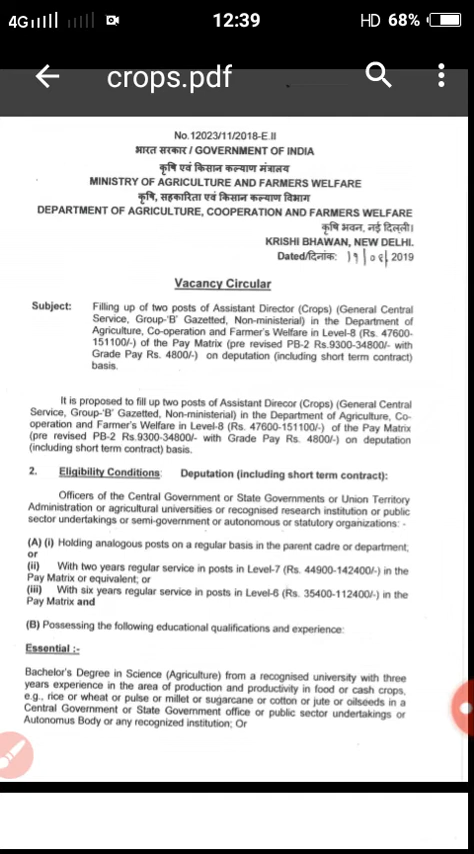 4G
12:39
HD 68%
crops.pdf
No.12023/11/2018-E.II
भारत सरकार / GOVERNMENT OF INDIA
कृषि एवं किसान कल्याण मंत्रालय
MINISTRY OF AGRICULTURE AND FARMERS WELFARE
कृषि, सहकारिता एवं किसान कल्याण विभाग
DEPARTMENT OF AGRICULTURE, COOPERATION AND FARMERS WELFARE
कृषि भवन, नई दिल्ली।
KRISHI BHAWAN, NEW DELHI.
Dated/दिनांक: 19/06/2019
Vacancy Circular
Subject: Filling up of two posts of Assistant Director (Crops) (General Central
Service, Group-'B' Gazetted, Non-ministerial) in the Department of
Agriculture, Co-operation and Farmer's Welfare in Level-8 (Rs. 47600-
151100/-) of the Pay Matrix (pre revised PB-2 Rs.9300-34800/- with
Grade Pay Rs. 4800/-) on deputation (including short term contract)
basis.
It is proposed to fill up two posts of Assistant Direcor (Crops) (General Central
Service, Group-'B' Gazetted, Non-ministerial) in the Department of Agriculture, Co-
operation and Farmer's Welfare in Level-8 (Rs. 47600-151100/-) of the Pay Matrix
(pre revised PB-2 Rs.9300-34800/- with Grade Pay Rs. 4800/-) on deputation
(including short term contract) basis.
2. Eligibility Conditions: Deputation (including short term contract):
Officers of the Central Government or State Governments or Union Territory
Administration or agricultural universities or recognised research institution or public
sector undertakings or semi-government or autonomous or statutory organizations: -
(A) (i) Holding analogous posts on a regular basis in the parent cadre or department;
or
(ii) With two years regular service in posts in Level-7 (Rs. 44900-142400/-) in the
Pay Matrix or equivalent; or
(iii) With six years regular service in posts in Level-6 (Rs. 35400-112400/-) in the
Pay Matrix and
(B) Possessing the following educational qualifications and experience:
Essential :-
Bachelor's Degree in Science (Agriculture) from a recognised university with three
years experience in the area of production and productivity in food or cash crops,
e.g., rice or wheat or pulse or millet or sugarcane or cotton or jute or oilseeds in a
Central Government or State Government office or public sector undertakings or
Autonomus Body or any recognized institution; Or